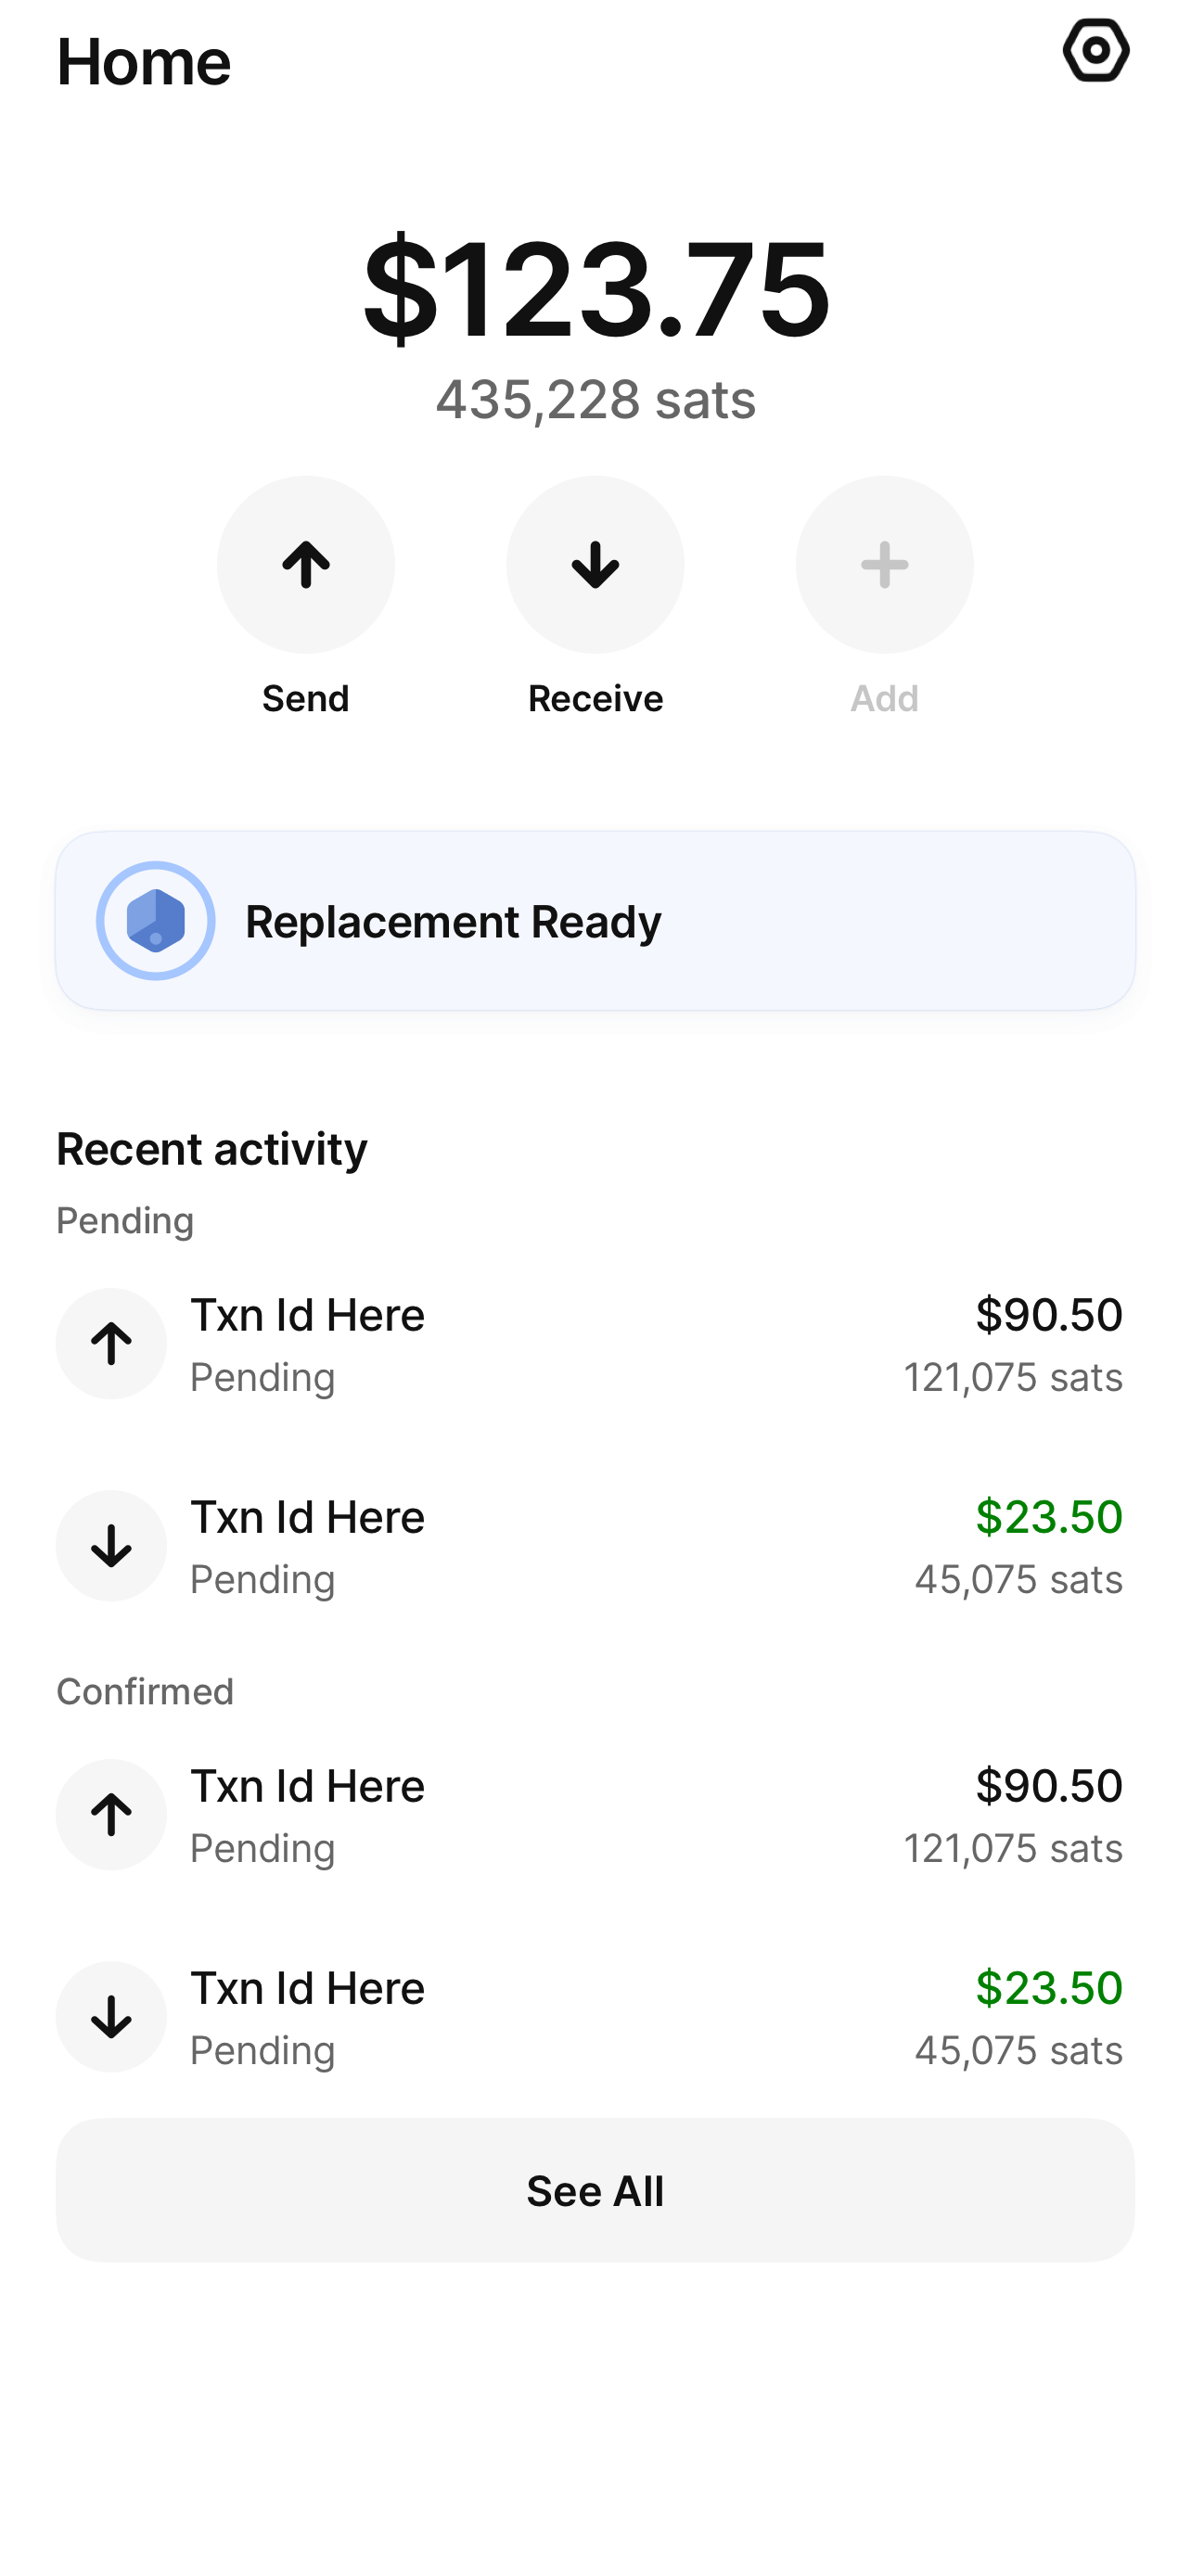 Home
$123.75
435,228 sats
Send
Receive
Add
Replacement Ready
Recent activity
Pending
Txn Id Here
$90.50
Pending
121,075 sats
Txn Id Here
$23.50
Pending
45,075 sats
Confirmed
Txn Id Here
$90.50
Pending
121,075 sats
Txn Id Here
$23.50
Pending
45,075 sats
See All